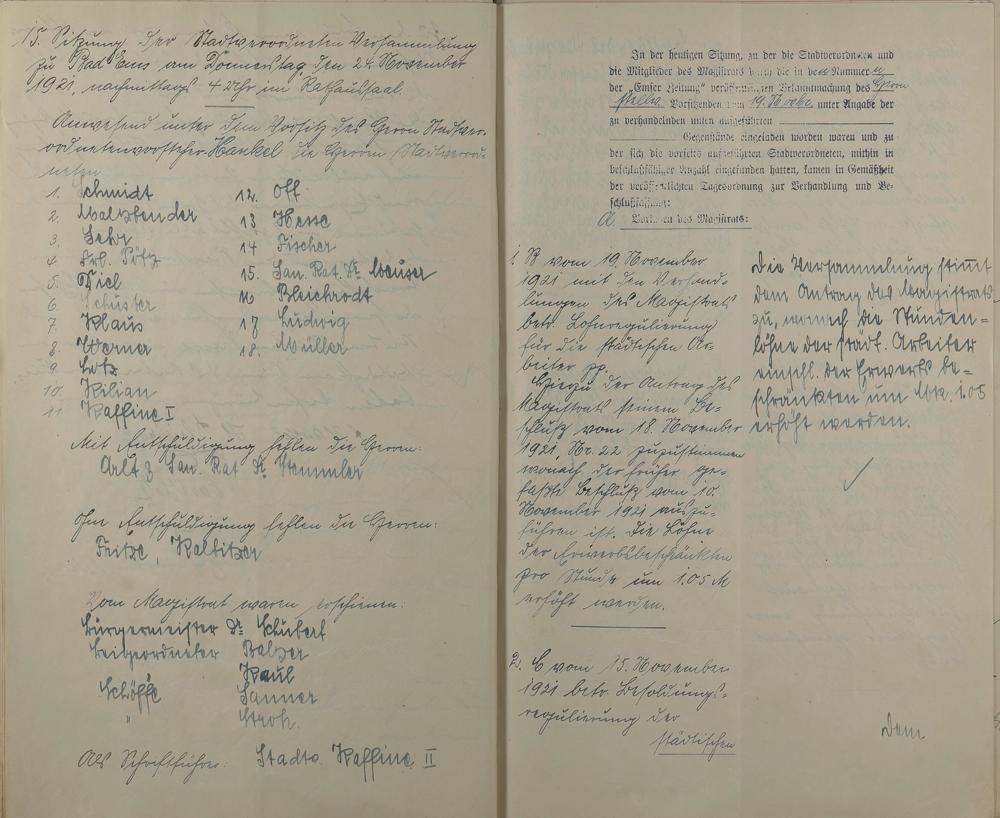 15. Sitzung der Stadtverordneten Versammlung
zu Bad Ems am Donnerstag, den 24. November
1921, nachmittags 4 Uhr im Rathaussaal.
Anwesend unter dem Vorsitz des Herrn Stadtver-
ordnetenvorsteher Hankel die Herren Stadtverord-
neten
1. Schmidt
2. Malzbender
3. Sehr
4 Frl. Pötz
5. Thiel
6. Schuster
7. Klaus
8. Werner
9 Lotz
10. Kilian
11 Kaffine I
12. Off
13 Hesse
14 Fischer
15. San. Rat. Dr. Meuser
16 Bleichrodt
17 Ludwig
18. Müller
Mit Entschuldigung fehlen die Herren:
Arlt z San. Rat Dr. Stemmler
Ohne Entschuldigung fehlen die Herren:
Fritze, Kalbitzer
Vom Magistrat waren erschienen:
Bürgermeister Dr. Schubert
Beigeordneter Balzer
Kaul
Schöffe Sanner
" Stroh.
Als Schriftführer: Stadtv. Kaffine II
In der heutigen Sitzung, zu der die Stadtverordneten und
die Mitglieder des Magistrats durch die in der Nummer
der „Emser Zeitung" veröffentlichten Bekanntmachung des Herrn
stellv. Vorsitzenden vom 19. Novbr. unter Angabe der
zu verhandelnden unten aufgeführten
Gegenstände eingeladen worden waren und zu
der sich die vorseits aufgeführten Stadtverordneten, mithin in
beschlußfähiger Anzahl eingefunden hatten, kamen in Gemäßheit
der veröffentlichten Tagesordnung zur Verhandlung und Be-
schlußfassung:
A. Vorlagen des Magistrats:
1. B vom 19 November
1921 mit den Verhand-
lungen des Magistrats
betr. Lohnregulierung
für die städtischen Ar-
beiter pp.
Hierzu der Antrag des
Magistrats seinem Be-
schluß vom 18. November
1921, Nr. 22 zuzustimmen
wonach der früher ge-
faßte Beschluß vom 10.
November 1921 auszu-
führen ist. Die Löhne
der Erwerbsbeschränkten
pro Stunde um 1.05 M
erhöht werden.
Die Versammlung stimmt
dem Antrag des Magistrats
zu, wonach die Stunden-
löhne der städt. Arbeiter
einschl. der Erwerbsbe-
schränkten um Mk. 1.05
erhöht werden.
2. E vom 15. November
1921 betr. Besoldungs-
regulierung der
städtischen
Dem